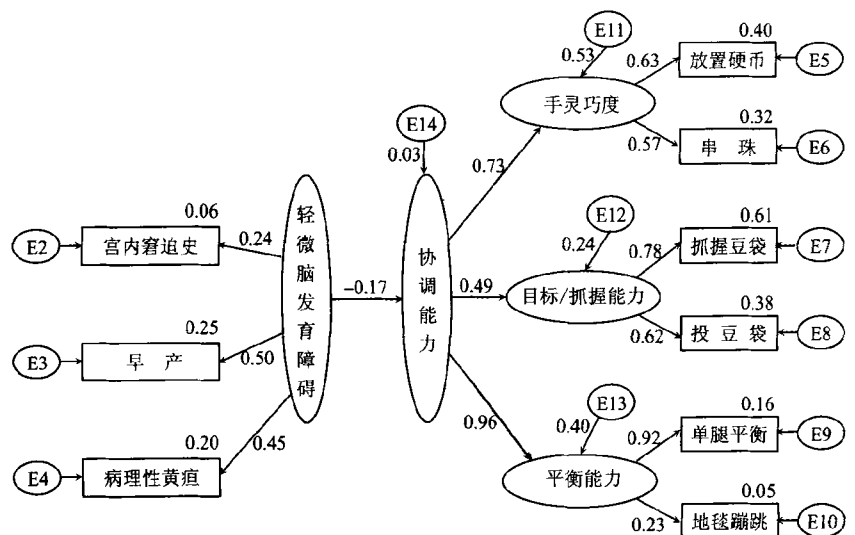 E11
0.53
0.63
0.40
放置硬币
E5
手灵巧度
E14
0.03
0.57
0.32
串 珠
E6
0.73
E2
0.06
宫内窘迫史
0.24
轻微脑发育障碍
-0.17
协调能力
0.49
E12
0.24
0.78
0.61
抓握豆袋
E7
目标/抓握能力
0.62
0.38
投 豆 袋
E8
E3
0.25
早 产
0.50
E4
0.20
病理性黄疸
0.45
0.96
E13
0.40
0.92
0.16
单腿平衡
E9
平衡能力
0.23
0.05
地毯蹦跳
E10